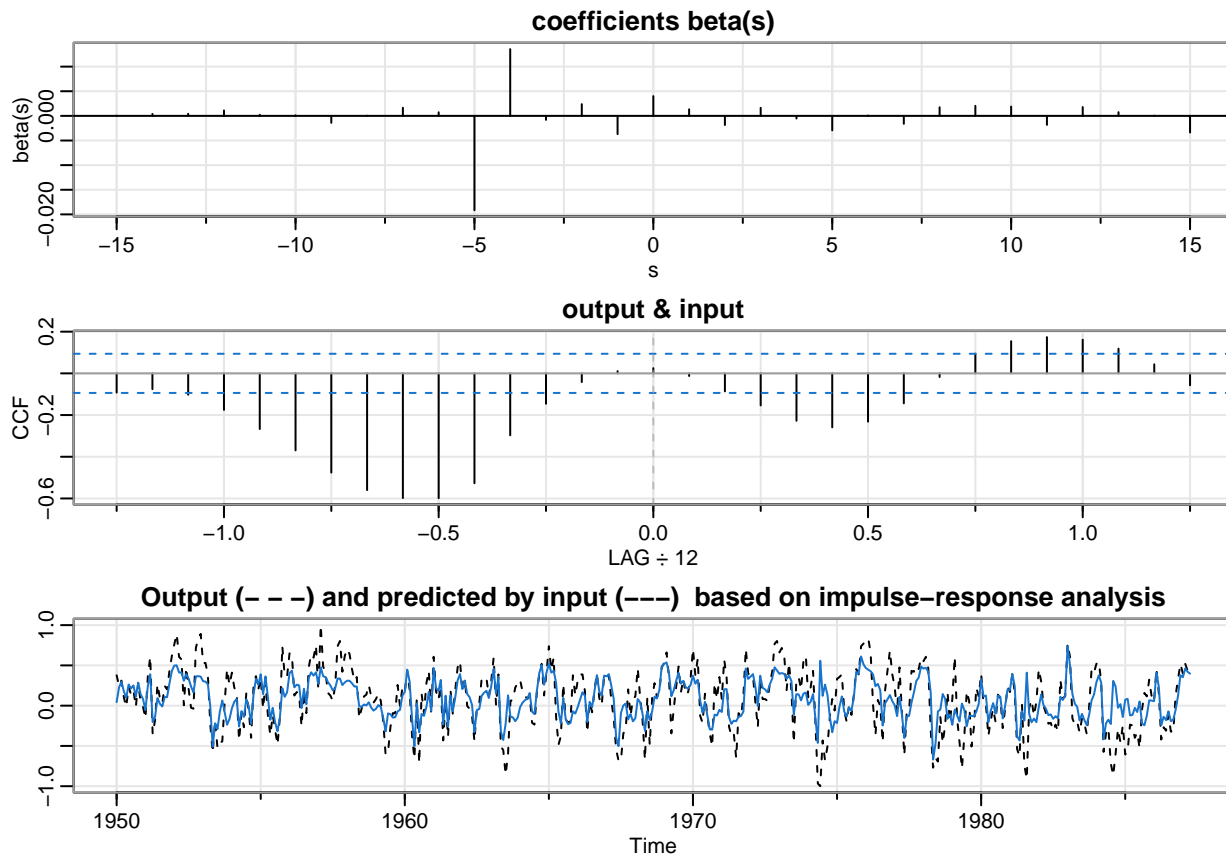 coefficients beta(s)
beta(s)
0.000
−0.020
−15 −10 −5 0 5 10 15
s
output & input
CCF
0.2
−0.2
−0.6
−1.0 −0.5 0.0 0.5 1.0
LAG ÷ 12
Output (− − −) and predicted by input (−−−)  based on impulse−response analysis
1.0
0.0
−1.0
1950 1960 1970 1980
Time